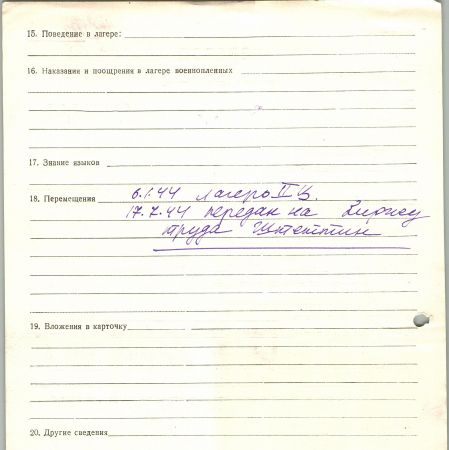 15. Поведение в лагере:
16. Наказания и поощрения в лагере военнопленных
17. Знание языков
18. Перемещения 6.1.44 лагерь II Ц.
17.7.44 передан на биржу
труда Штеттин
19. Вложения в карточку
20. Другие сведения